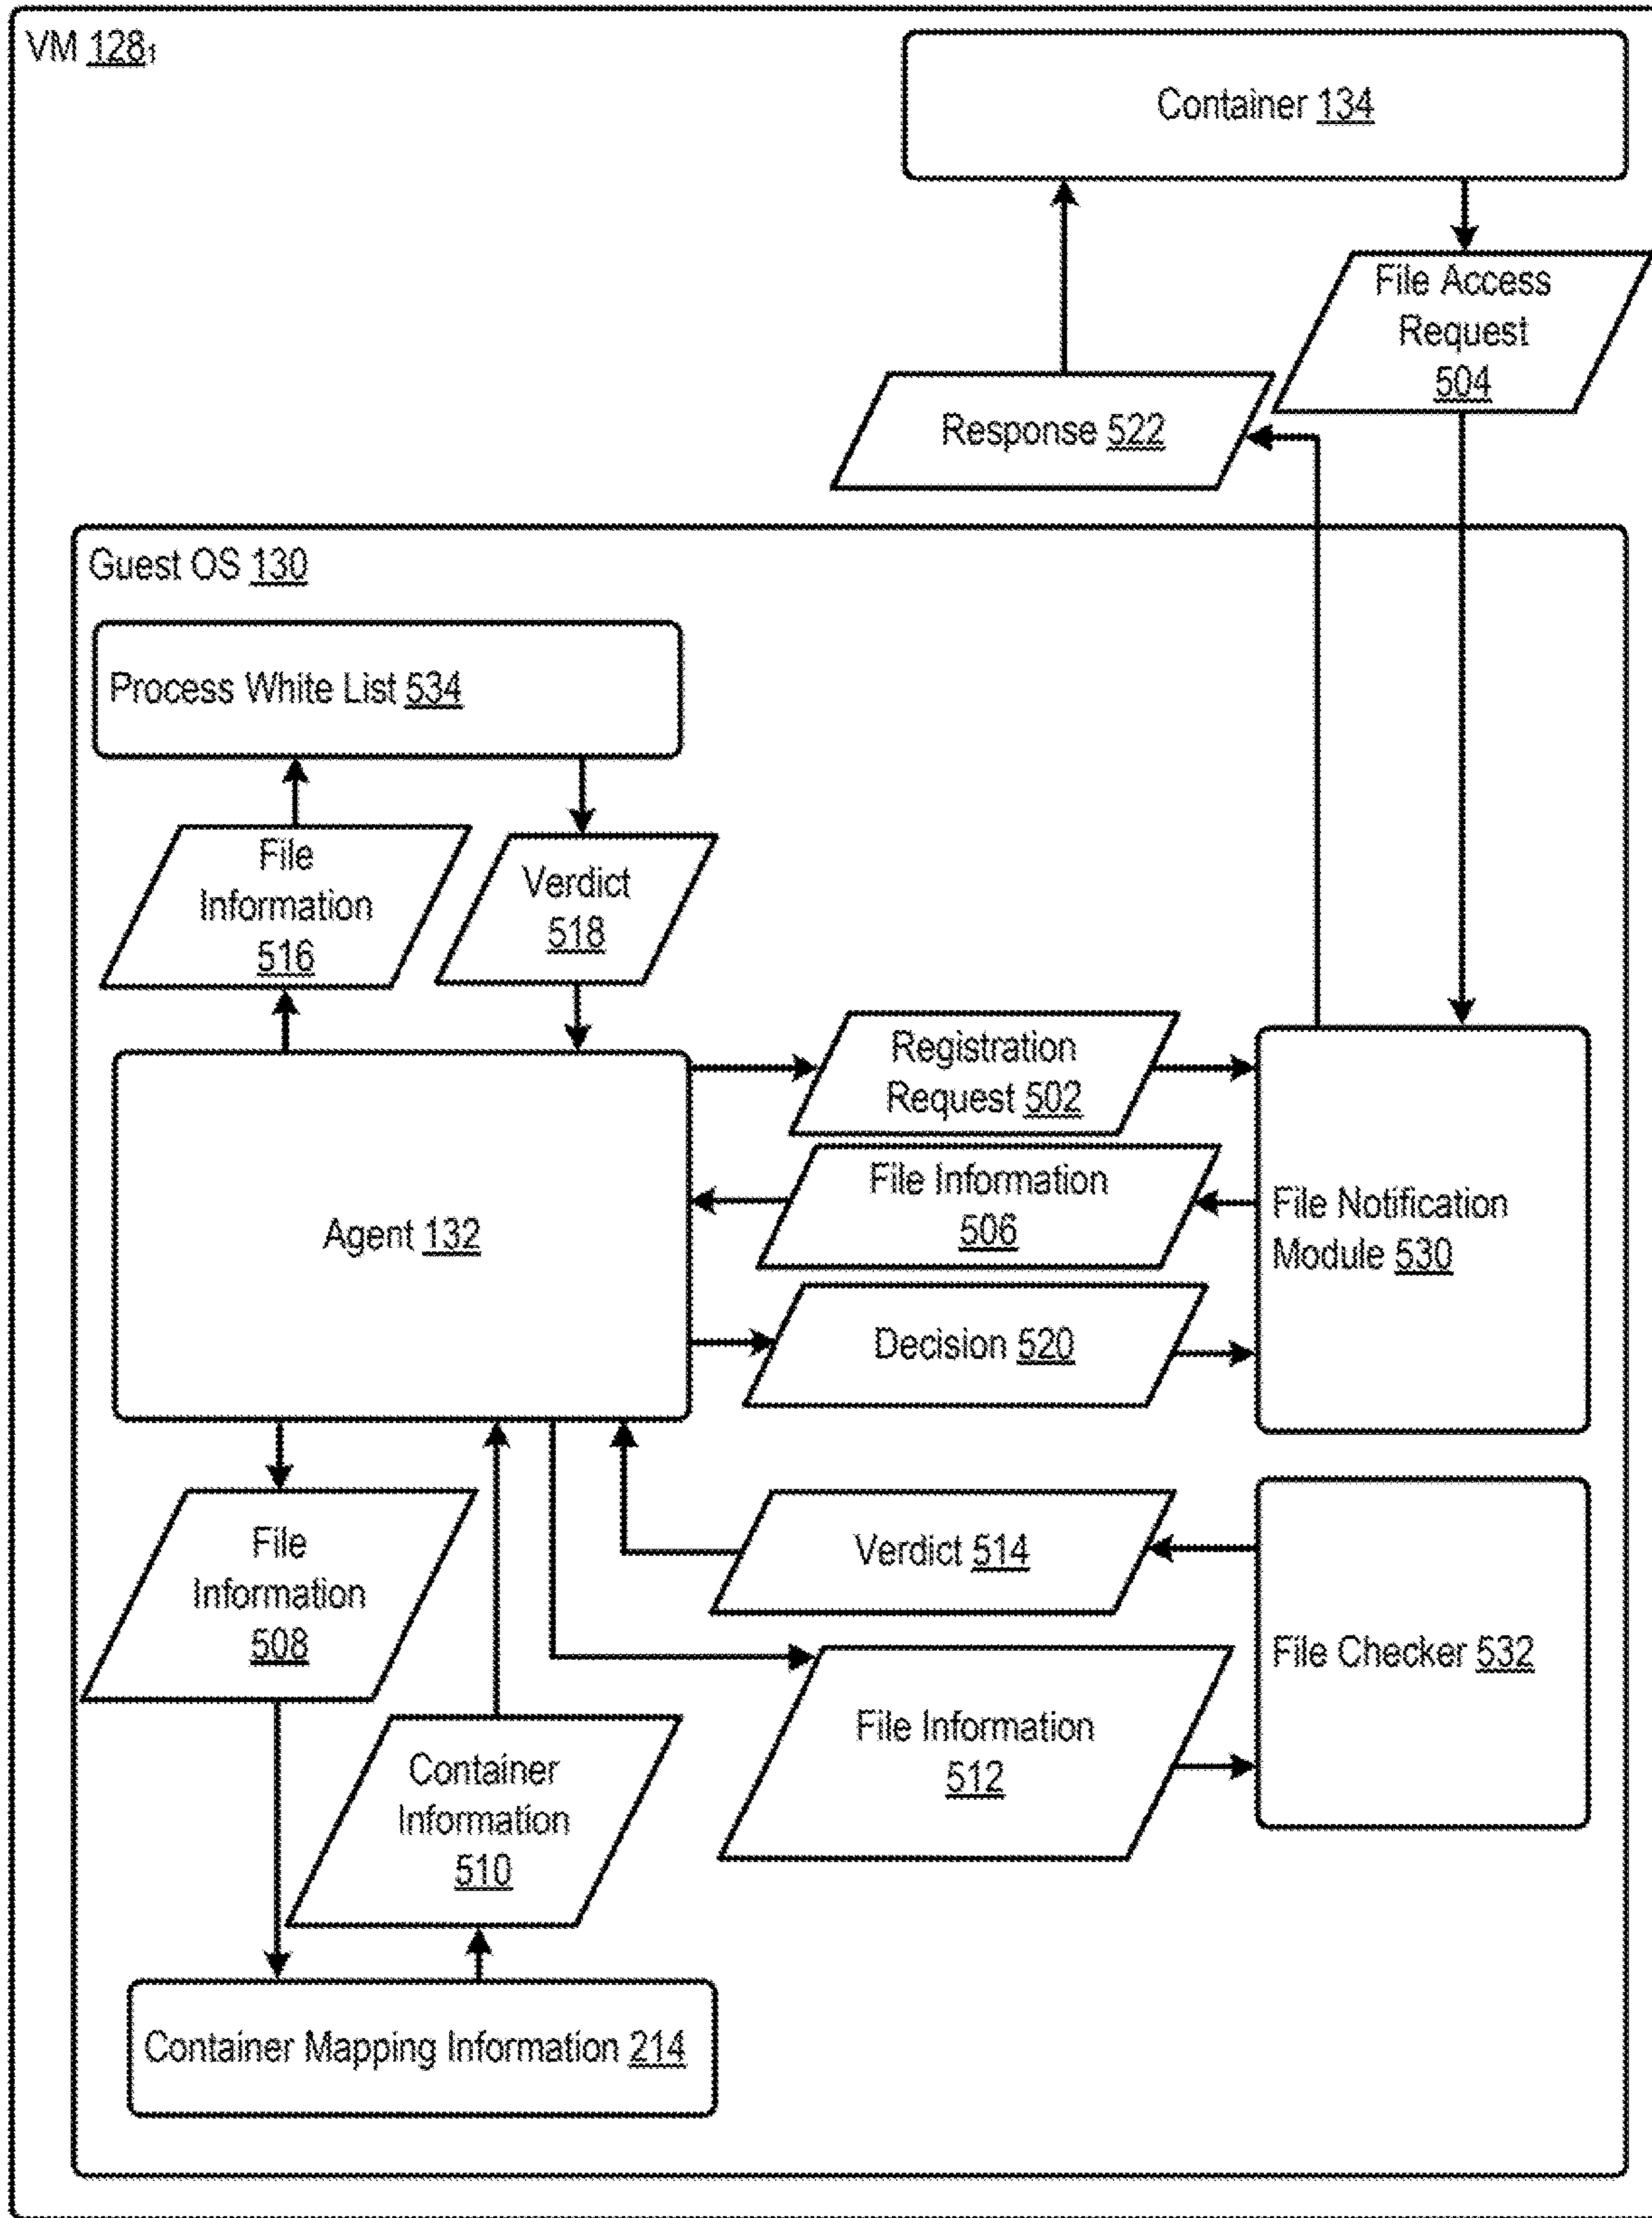 VM 128₁
Container 134
File Access
Request
504
Response 522
Guest OS 130
Process White List 534
File
Information
516
Verdict
518
Registration
Request 502
File Information
506
Decision 520
Agent 132
File Notification
Module 530
File
Information
508
Verdict 514
File Information
512
File Checker 532
Container
Information
510
Container Mapping Information 214